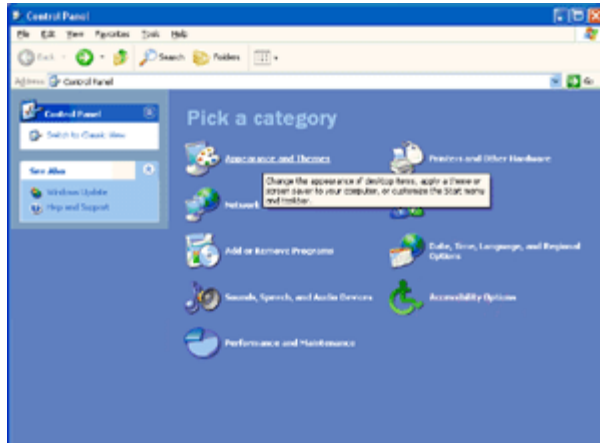 Control Panel
File Edit View Favorites Tools Help
Back Search Folders
Address Control Panel Go
Control Panel
Switch to Classic View
See Also
Windows Update
Help and Support
Pick a category
Appearance and Themes
Printers and Other Hardware
Change the appearance of desktop items, apply a theme or
screen saver to your computer, or customize the Start menu
and taskbar.
Network
Add or Remove Programs
Date, Time, Language, and Regional
Options
Sounds, Speech, and Audio Devices
Accessibility Options
Performance and Maintenance